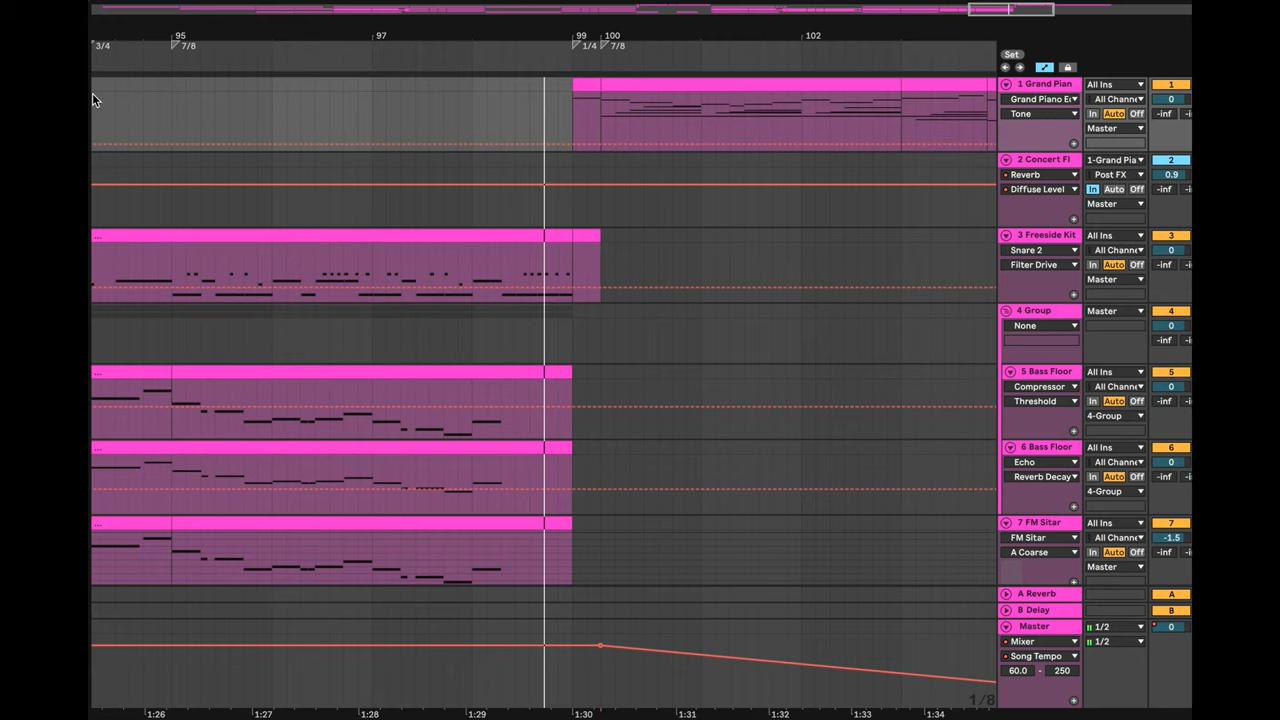 95 97 99 100 102
3/4 7/8 1/4 7/8
Set
1 Grand Pian All Ins 1
Grand Piano E All Channe 0
Tone In Auto Off -inf -i
Master
2 Concert Fl 1-Grand Pia 2
Reverb Post FX 0.9
Diffuse Level In Auto Off -inf -i
Master
... 3 Freeside Kit All Ins 3
Snare 2 All Channe 0
Filter Drive In Auto Off -inf -i
Master
4 Group Master 4
None 0
-inf -i
... 5 Bass Floor All Ins 5
Compressor All Channe 0
Threshold In Auto Off -inf -i
4-Group
... 6 Bass Floor All Ins 6
Echo All Channe 0
Reverb Decay In Auto Off -inf -i
4-Group
... 7 FM Sitar All Ins 7
FM Sitar All Channe -1.5
A Coarse In Auto Off -inf -i
Master
A Reverb A
B Delay B
Master 1/2 0
Mixer 1/2
Song Tempo
60.0 - 250
1/8
1:26 1:27 1:28 1:29 1:30 1:31 1:32 1:33 1:34